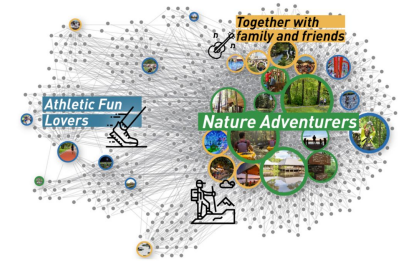 Together with
family and friends
Athletic Fun
Lovers
Nature Adventurers